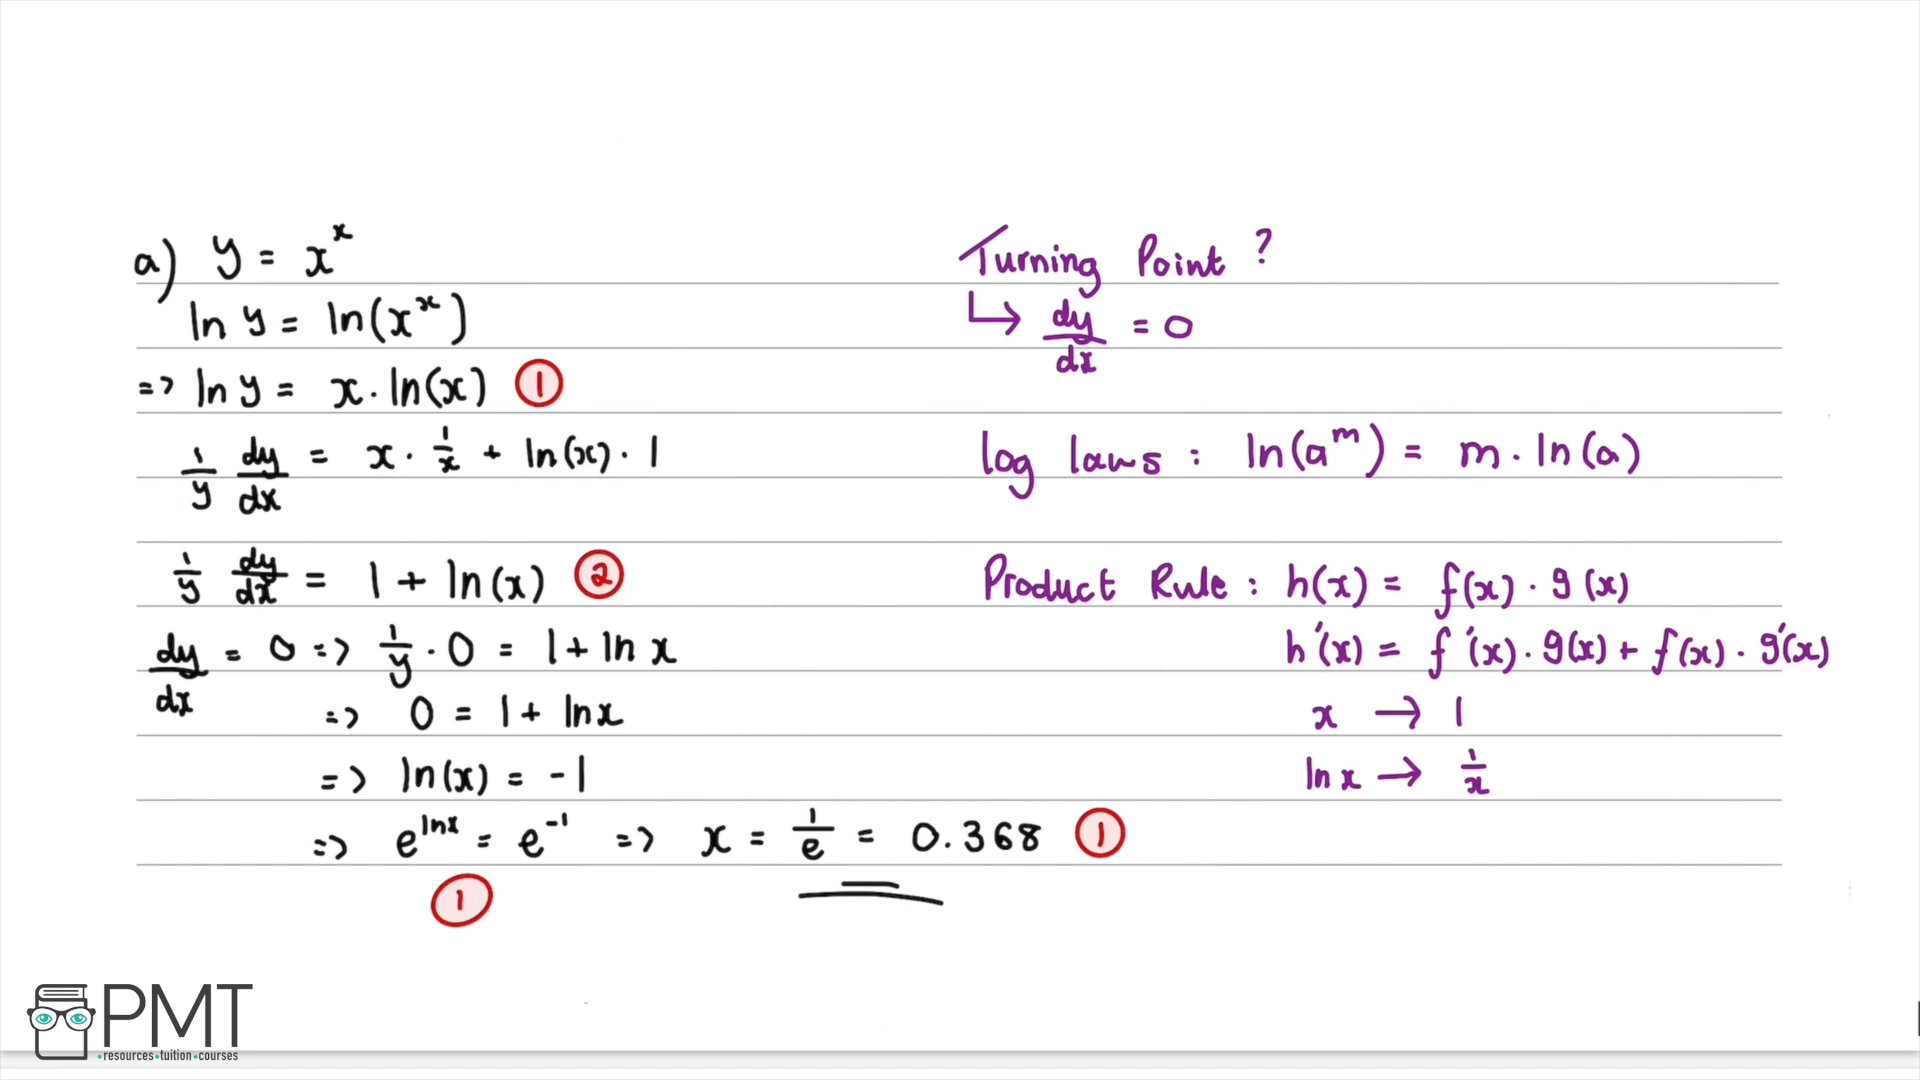 a) y = x^x
ln y = ln(x^x)
=> ln y = x · ln(x) ①
1/y dy/dx = x · 1/x + ln(x) · 1
1/y dy/dx = 1 + ln(x) ②
dy/dx = 0 => 1/y · 0 = 1 + ln x
=> 0 = 1 + ln x
=> ln(x) = -1
=> e^{ln x} = e^{-1} => x = 1/e = 0.368 ①
①
Turning Point ?
↳ dy/dx = 0
log laws : ln(a^m) = m · ln(a)
Product Rule : h(x) = f(x) · g(x)
h'(x) = f'(x) · g(x) + f(x) · g'(x)
x → 1
ln x → 1/x
PMT
•resources•tuition•courses